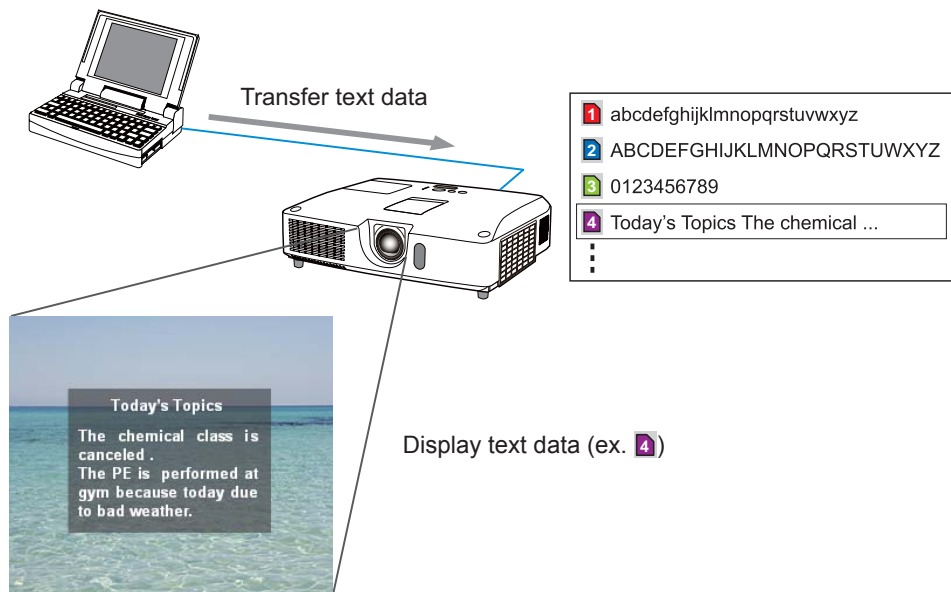 Transfer text data
1 abcdefghijklmnopqrstuvwxyz
2 ABCDEFGHIJKLMNOPQRSTUWXYZ
3 0123456789
4 Today’s Topics The chemical ...
Today's Topics
The chemical class is
canceled .
The PE is performed at
gym because today due
to bad weather.
Display text data (ex. 4)